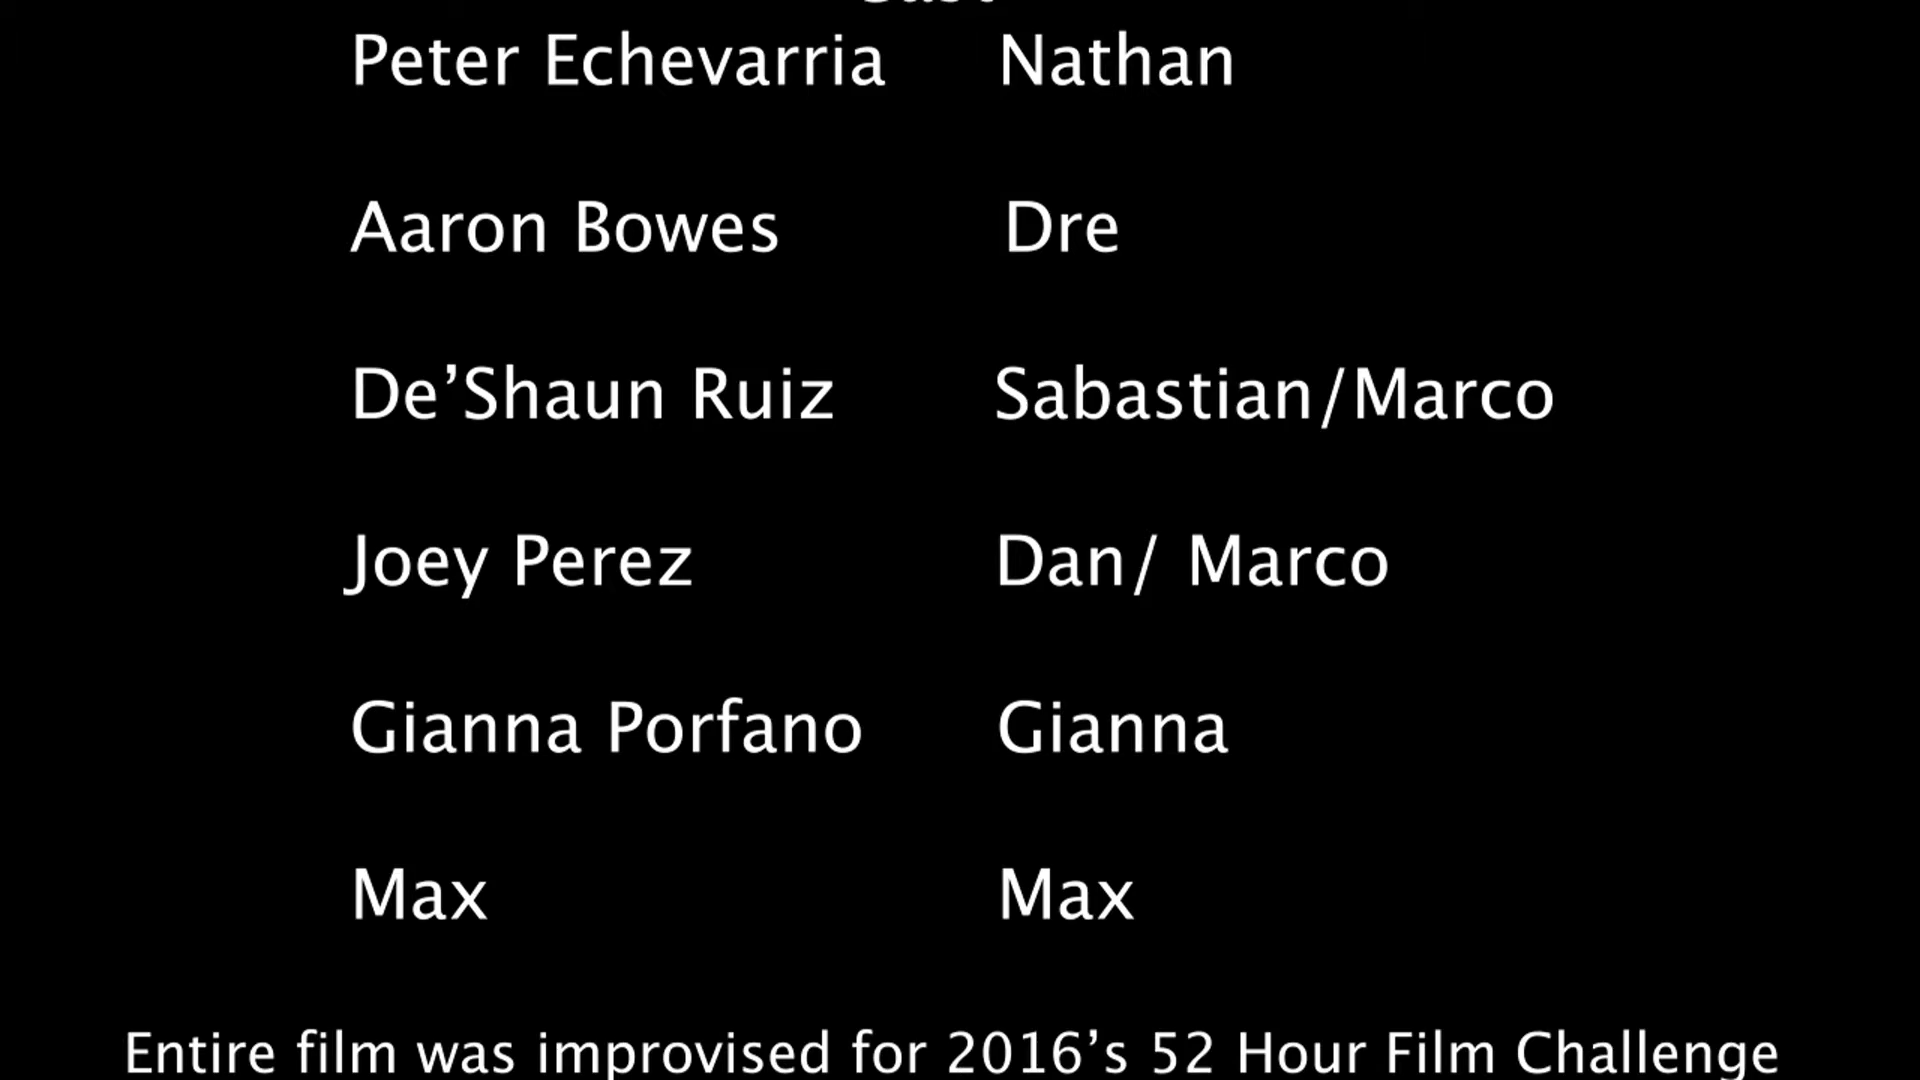 Peter Echevarria Nathan
Aaron Bowes Dre
De’Shaun Ruiz Sabastian/Marco
Joey Perez Dan/ Marco
Gianna Porfano Gianna
Max Max
Entire film was improvised for 2016’s 52 Hour Film Challenge